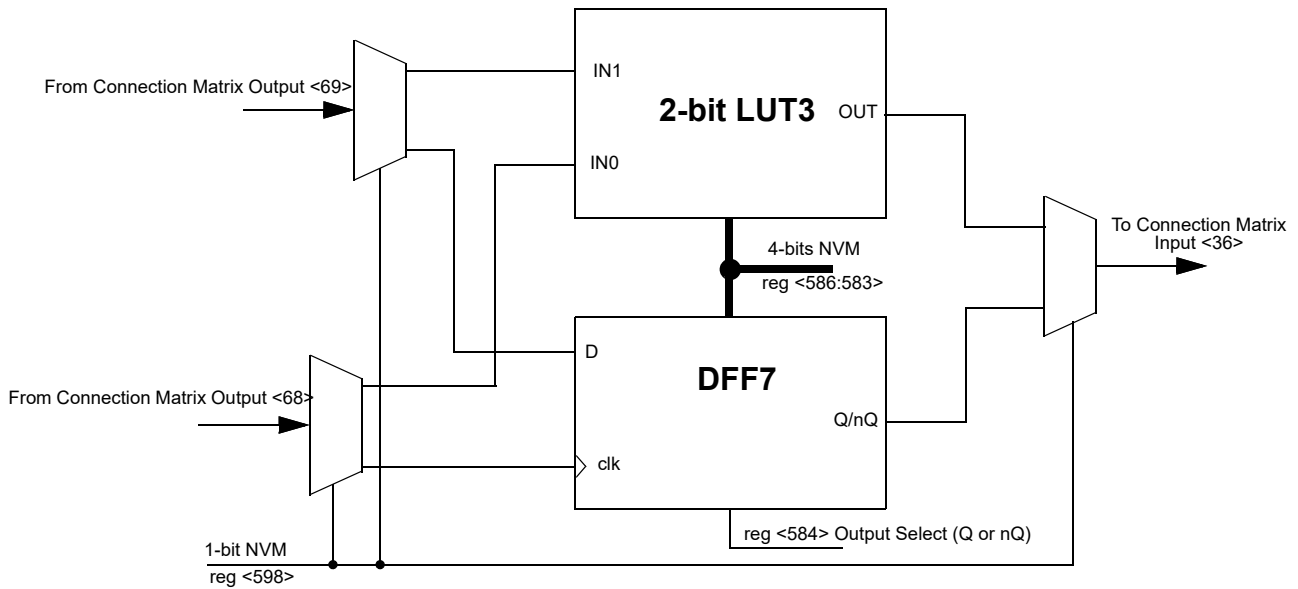 From Connection Matrix Output <69>
IN1
2-bit LUT3
OUT
IN0
To Connection Matrix
Input <36>
4-bits NVM
reg <586:583>
D
DFF7
From Connection Matrix Output <68>
Q/nQ
clk
reg <584> Output Select (Q or nQ)
1-bit NVM
reg <598>